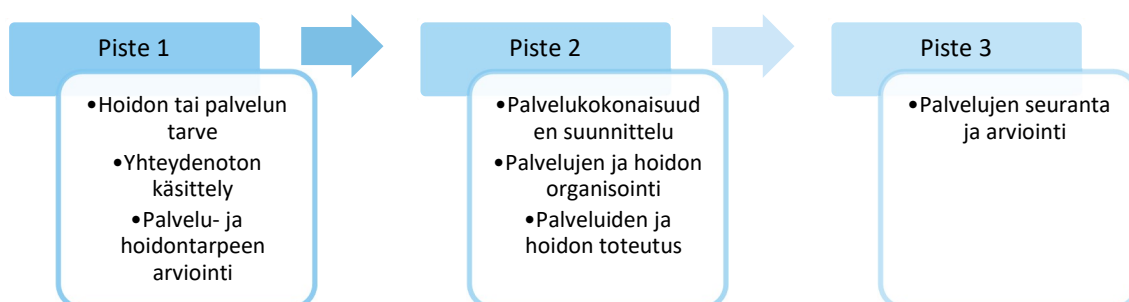 Piste 1
•Hoidon tai palvelun
tarve
•Yhteydenoton
käsittely
•Palvelu- ja
hoidontarpeen
arviointi
Piste 2
•Palvelukokonaisuud
en suunnittelu
•Palvelujen ja hoidon
organisointi
•Palveluiden ja
hoidon toteutus
Piste 3
•Palvelujen seuranta
ja arviointi